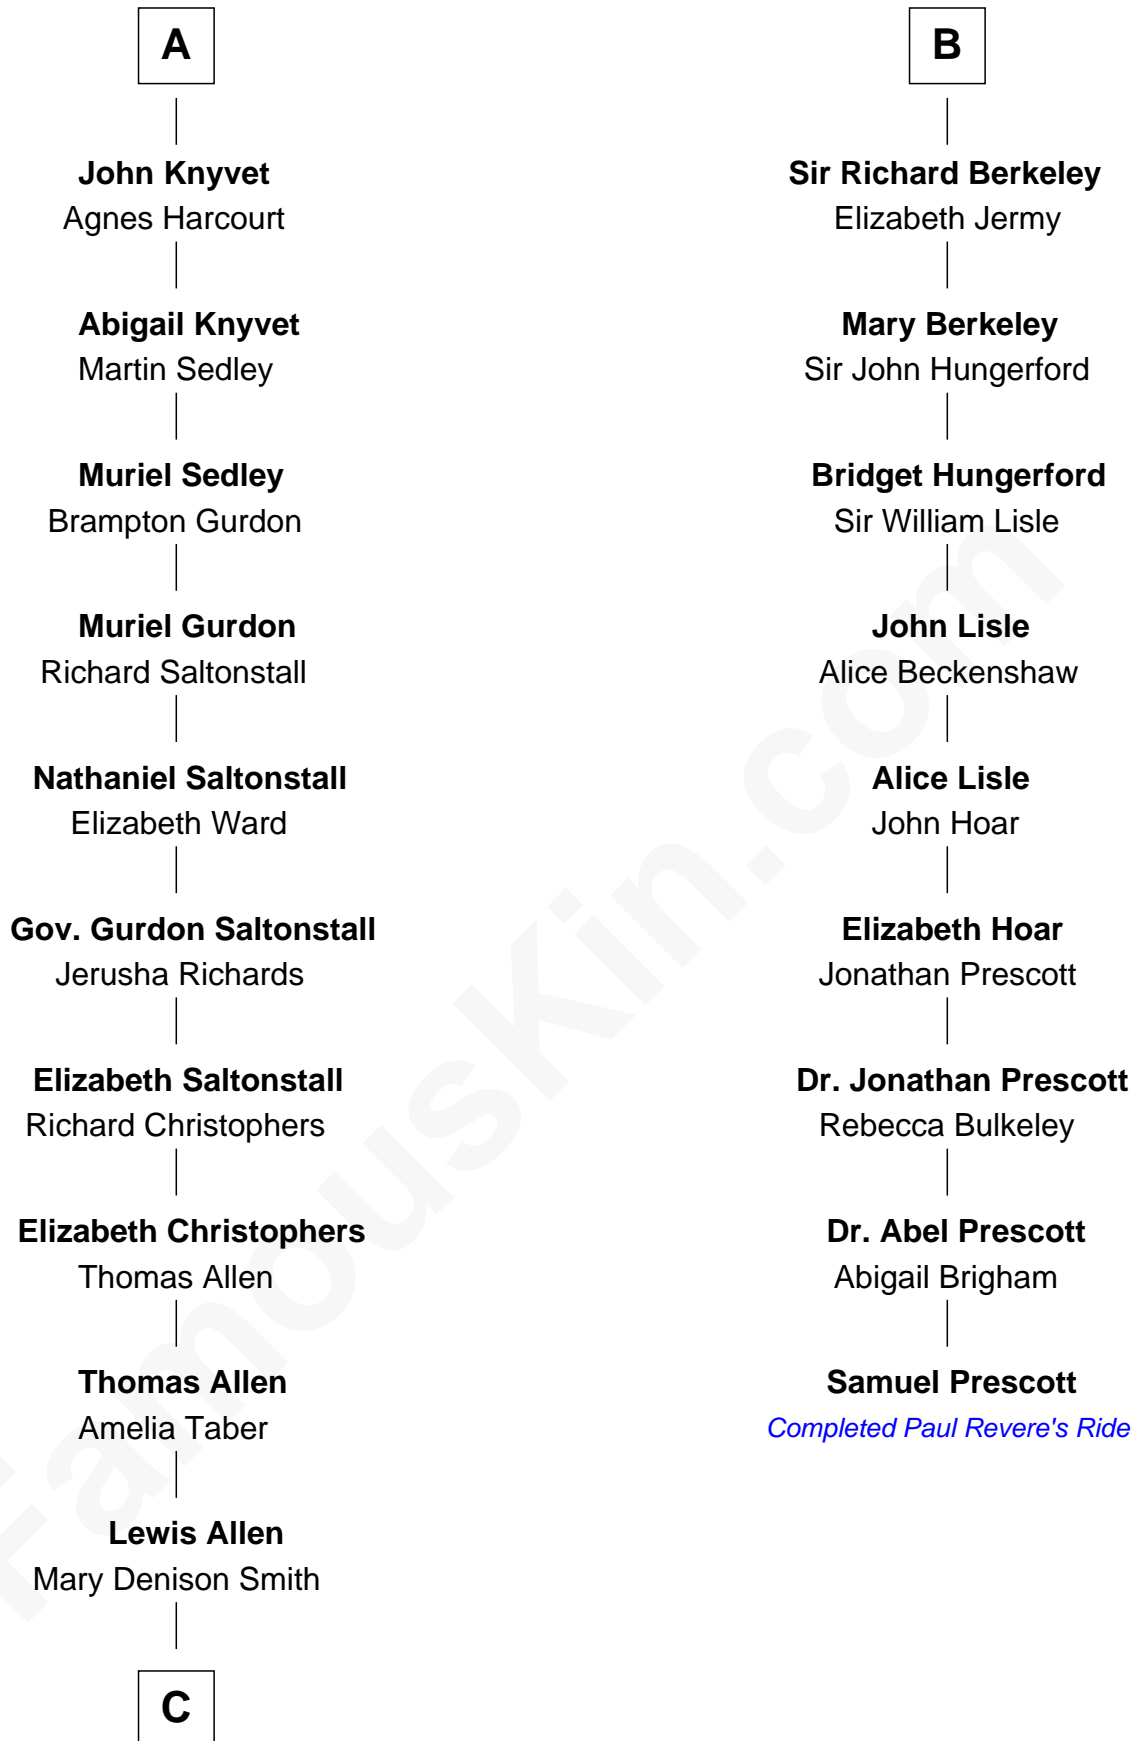 A
John Knyvet
Agnes Harcourt
Abigail Knyvet
Martin Sedley
Muriel Sedley
Brampton Gurdon
Muriel Gurdon
Richard Saltonstall
Nathaniel Saltonstall
Elizabeth Ward
Gov. Gurdon Saltonstall
Jerusha Richards
Elizabeth Saltonstall
Richard Christophers
Elizabeth Christophers
Thomas Allen
Thomas Allen
Amelia Taber
Lewis Allen
Mary Denison Smith
C
B
Sir Richard Berkeley
Elizabeth Jermy
Mary Berkeley
Sir John Hungerford
Bridget Hungerford
Sir William Lisle
John Lisle
Alice Beckenshaw
Alice Lisle
John Hoar
Elizabeth Hoar
Jonathan Prescott
Dr. Jonathan Prescott
Rebecca Bulkeley
Dr. Abel Prescott
Abigail Brigham
Samuel Prescott
Completed Paul Revere's Ride
FamousKin.com